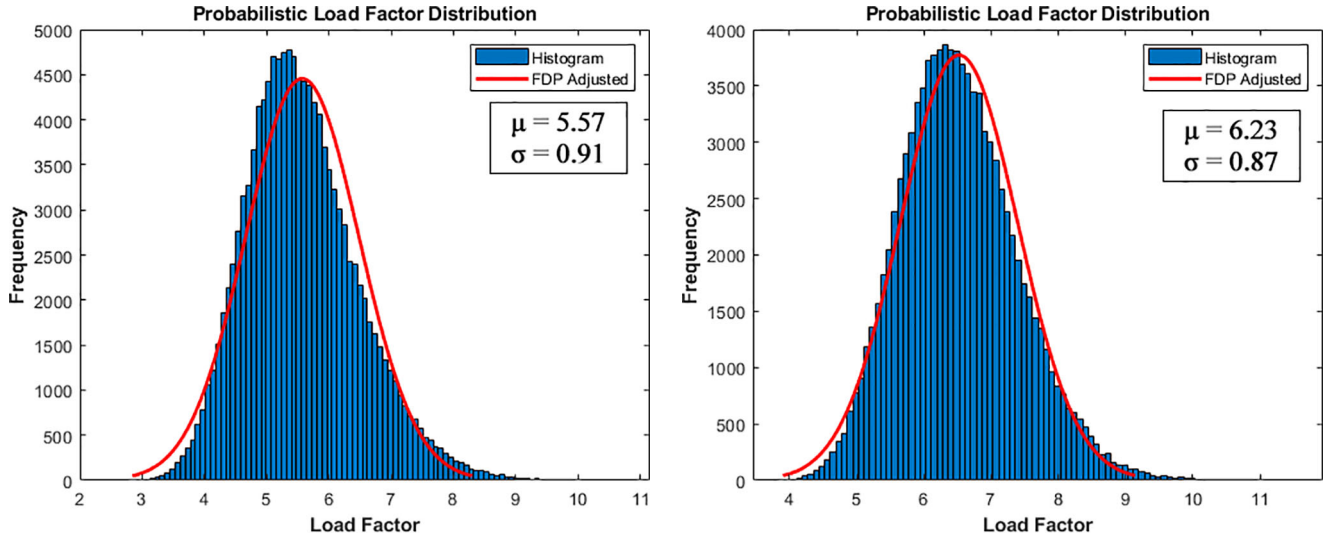 Probabilistic Load Factor Distribution
5000
4500
4000
3500
3000
2500
2000
1500
1000
500
0
Frequency
2 3 4 5 6 7 8 9 10 11
Load Factor
Histogram
FDP Adjusted
μ = 5.57
σ = 0.91
Probabilistic Load Factor Distribution
4000
3500
3000
2500
2000
1500
1000
500
0
Frequency
4 5 6 7 8 9 10 11
Load Factor
Histogram
FDP Adjusted
μ = 6.23
σ = 0.87